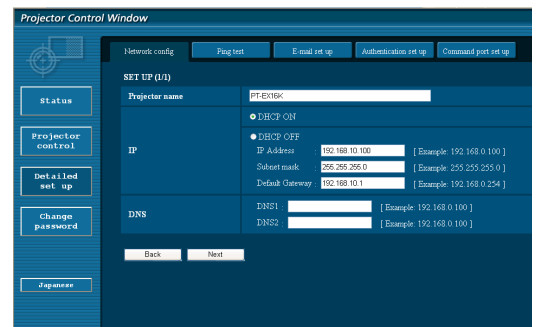 Projector Control Window
Network config
Ping test
E-mail set up
Authentication set up
Command port set up
SET UP (1/1)
Status
Projector name
PT-EX16K
DHCP ON
Projector
control
IP
DHCP OFF
IP Address : 192.168.10.100 [ Example: 192.168.0.100 ]
Subnet mask : 255.255.255.0 [ Example: 255.255.255.0 ]
Default Gateway : 192.168.10.1 [ Example: 192.168.0.254 ]
Detailed
set up
Change
password
DNS
DNS1 : [ Example: 192.168.0.100 ]
DNS2 : [ Example: 192.168.0.100 ]
Back
Next
Japanese